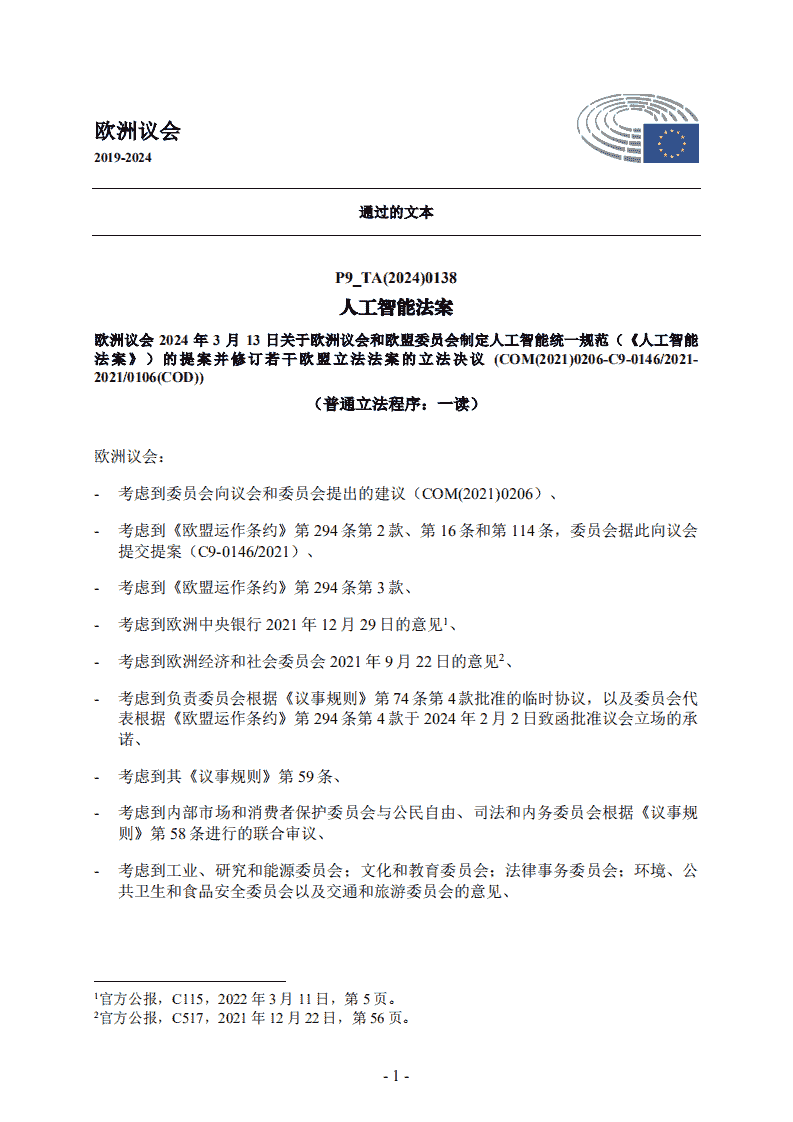 欧洲议会
2019-2024
通过的文本
P9_TA(2024)0138
人工智能法案
欧洲议会 2024 年 3 月 13 日关于欧洲议会和欧盟委员会制定人工智能统一规范（《人工智能
法案》）的提案并修订若干欧盟立法法案的立法决议 (COM(2021)0206-C9-0146/2021-
2021/0106(COD))
（普通立法程序：一读）
欧洲议会：
- 考虑到委员会向议会和委员会提出的建议（COM(2021)0206）、
- 考虑到《欧盟运作条约》第 294 条第 2 款、第 16 条和第 114 条，委员会据此向议会
提交提案（C9-0146/2021）、
- 考虑到《欧盟运作条约》第 294 条第 3 款、
- 考虑到欧洲中央银行 2021 年 12 月 29 日的意见¹、
- 考虑到欧洲经济和社会委员会 2021 年 9 月 22 日的意见²、
- 考虑到负责委员会根据《议事规则》第 74 条第 4 款批准的临时协议，以及委员会代
表根据《欧盟运作条约》第 294 条第 4 款于 2024 年 2 月 2 日致函批准议会立场的承
诺、
- 考虑到其《议事规则》第 59 条、
- 考虑到内部市场和消费者保护委员会与公民自由、司法和内务委员会根据《议事规
则》第 58 条进行的联合审议、
- 考虑到工业、研究和能源委员会；文化和教育委员会；法律事务委员会；环境、公
共卫生和食品安全委员会以及交通和旅游委员会的意见、
¹官方公报，C115，2022 年 3 月 11 日，第 5 页。
²官方公报，C517，2021 年 12 月 22 日，第 56 页。
- 1 -